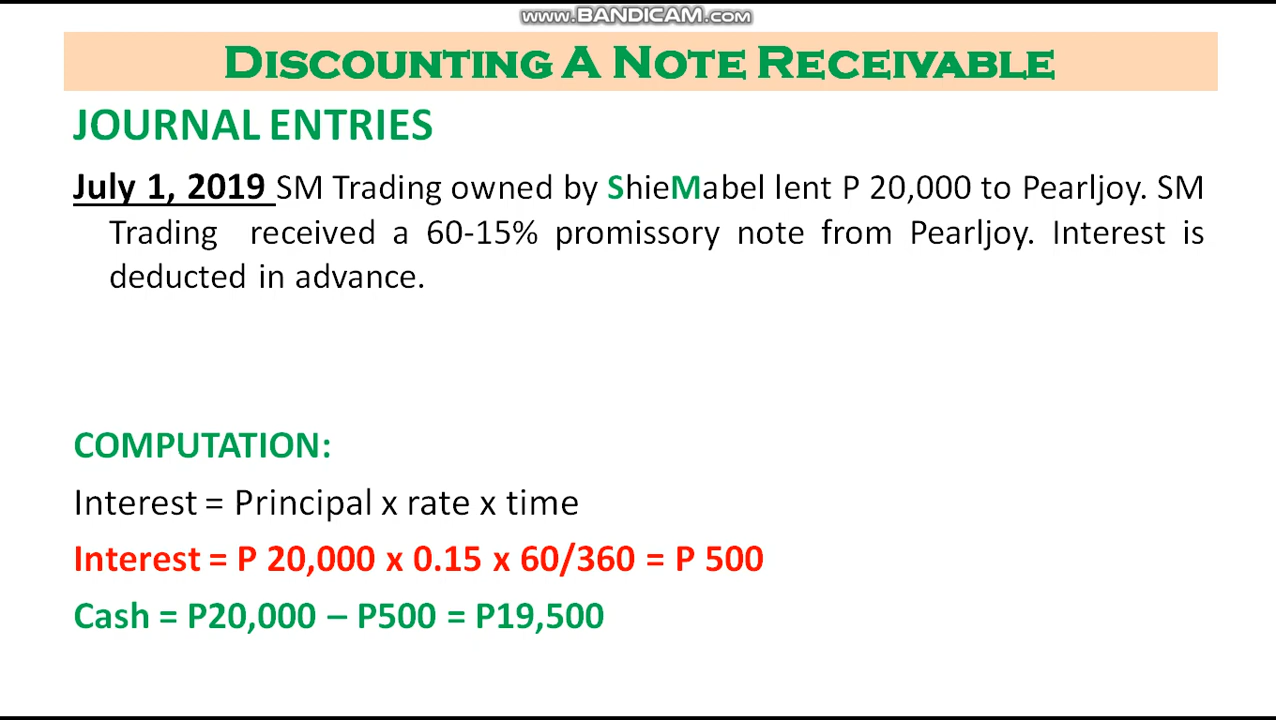 www.BANDICAM.com
DISCOUNTING A NOTE RECEIVABLE
JOURNAL ENTRIES
July 1, 2019 SM Trading owned by ShieMabel lent P 20,000 to Pearljoy. SM
Trading received a 60-15% promissory note from Pearljoy. Interest is
deducted in advance.
COMPUTATION:
Interest = Principal x rate x time
Interest = P 20,000 x 0.15 x 60/360 = P 500
Cash = P20,000 – P500 = P19,500